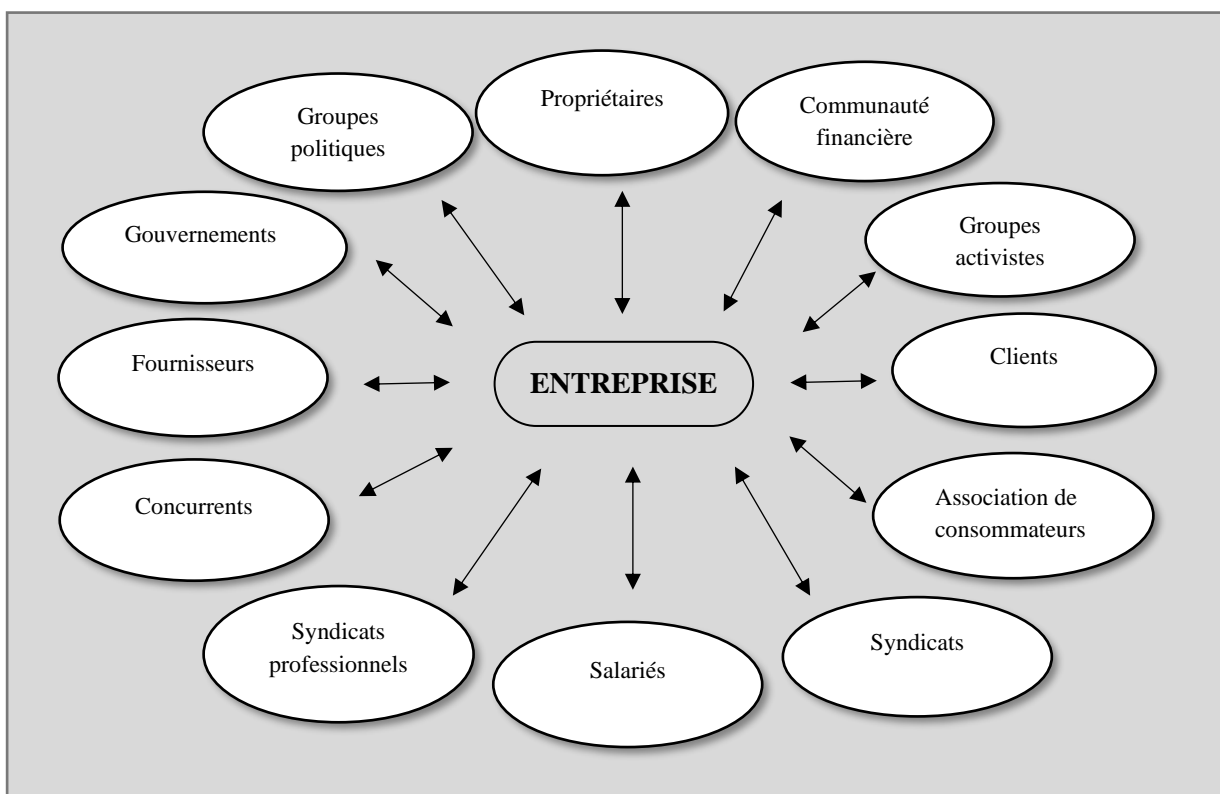 Propriétaires
Communauté
financière
Groupes
politiques
Gouvernements
Groupes
activistes
Fournisseurs
ENTREPRISE
Clients
Concurrents
Association de
consommateurs
Syndicats
professionnels
Salariés
Syndicats